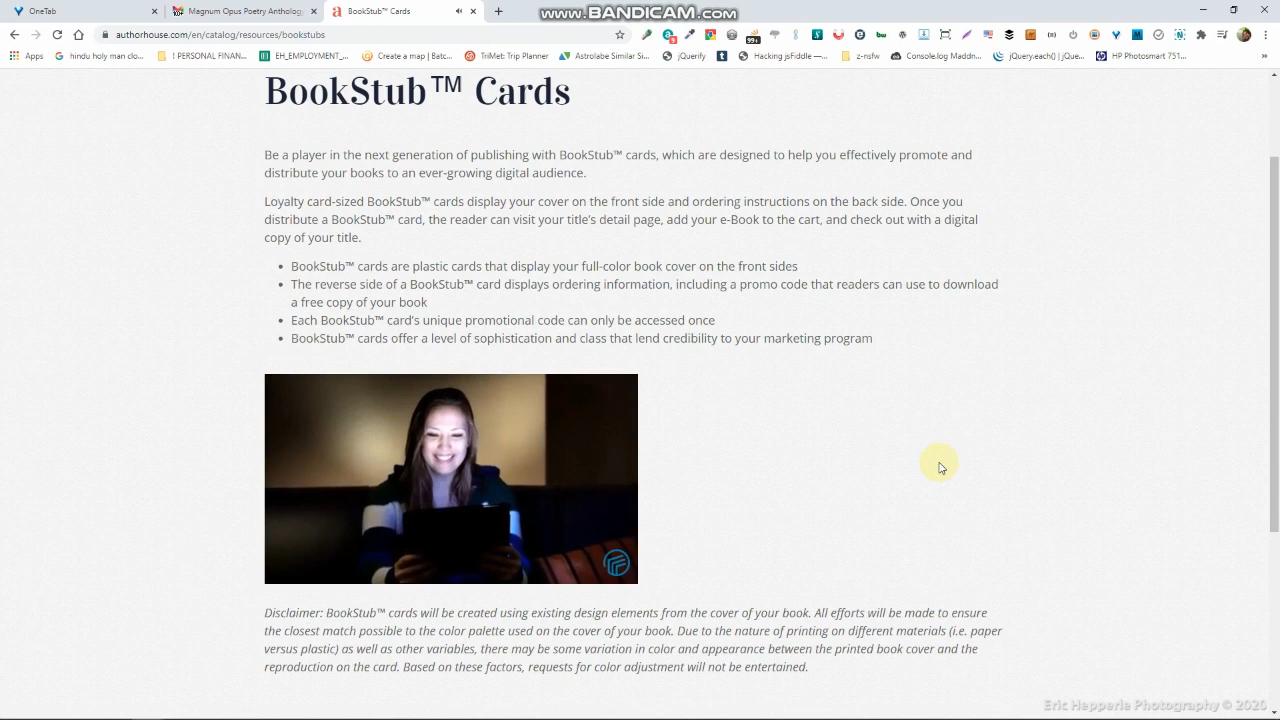 www.BANDICAM.com
OneTab
Magnum Opus Poetry Antholog
BookStub™ Cards
authorhouse.com/en/catalog/resources/bookstubs
99+
Apps
hindu holy man clo...
! PERSONAL FINAN...
EH_EMPLOYMENT_...
Create a map | Batc...
TriMet: Trip Planner
Astrolabe Similar Si...
jQuerify
Hacking jsFiddle —...
z-nsfw
Console.log Maddn...
jQuery.each() | jQue...
HP Photosmart 751...
»
BookStub™ Cards
Be a player in the next generation of publishing with BookStub™ cards, which are designed to help you effectively promote and
distribute your books to an ever-growing digital audience.
Loyalty card-sized BookStub™ cards display your cover on the front side and ordering instructions on the back side. Once you
distribute a BookStub™ card, the reader can visit your title's detail page, add your e-Book to the cart, and check out with a digital
copy of your title.
• BookStub™ cards are plastic cards that display your full-color book cover on the front sides
• The reverse side of a BookStub™ card displays ordering information, including a promo code that readers can use to download
a free copy of your book
• Each BookStub™ card's unique promotional code can only be accessed once
• BookStub™ cards offer a level of sophistication and class that lend credibility to your marketing program
Disclaimer: BookStub™ cards will be created using existing design elements from the cover of your book. All efforts will be made to ensure
the closest match possible to the color palette used on the cover of your book. Due to the nature of printing on different materials (i.e. paper
versus plastic) as well as other variables, there may be some variation in color and appearance between the printed book cover and the
reproduction on the card. Based on these factors, requests for color adjustment will not be entertained.
Eric Hepperle Photography © 2020